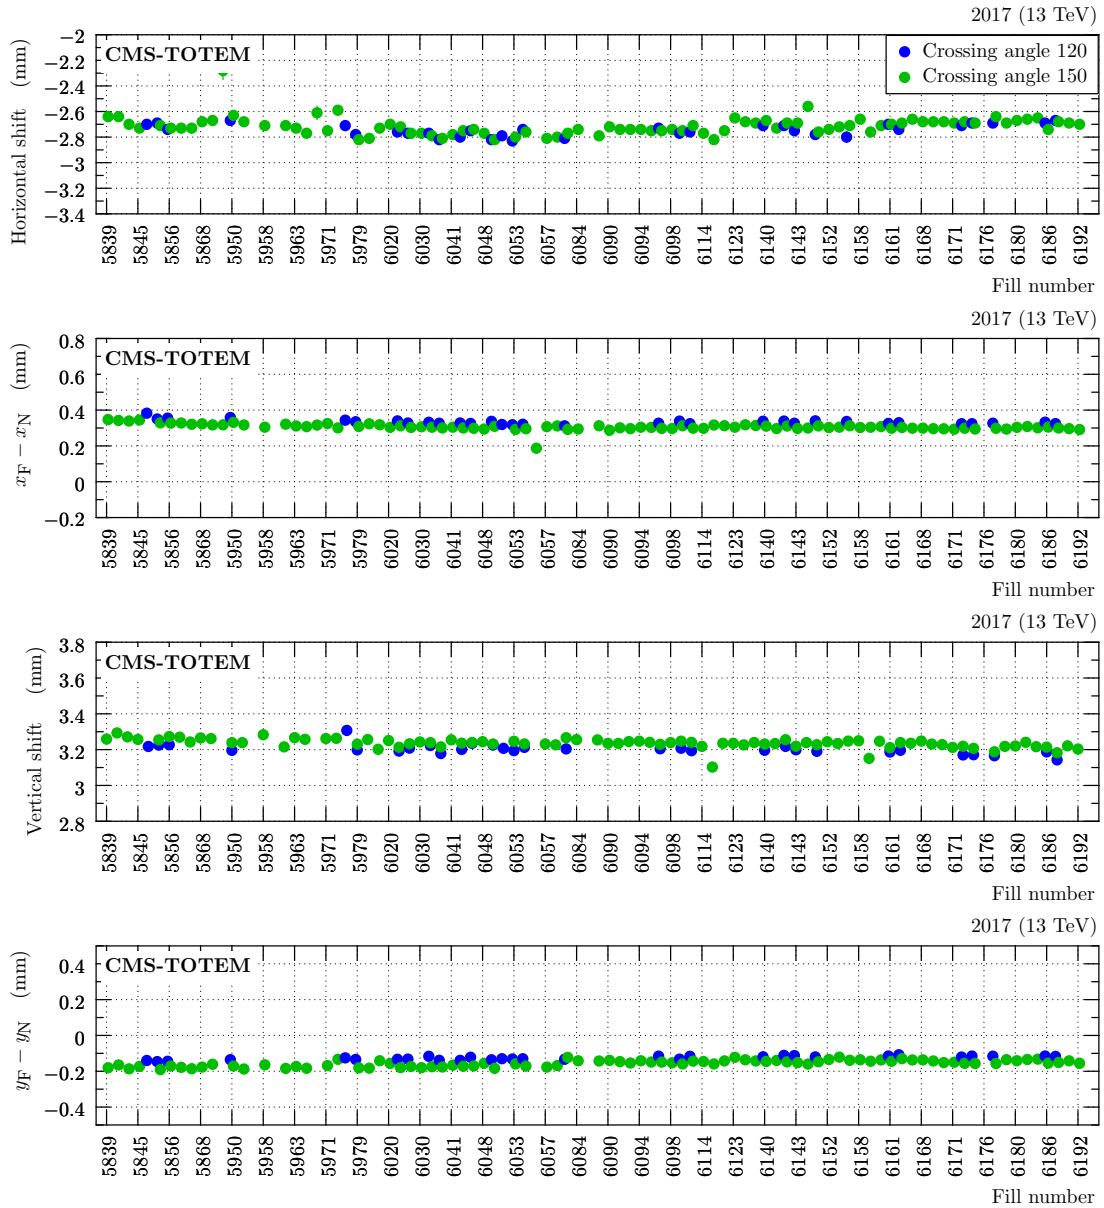 2017 (13 TeV)
CMS-TOTEM
Crossing angle 120
Crossing angle 150
Horizontal shift (mm)
−2
−2.2
−2.4
−2.6
−2.8
−3
−3.2
−3.4
5839 5845 5856 5868 5950 5958 5963 5971 5979 6020 6030 6041 6048 6053 6057 6084 6090 6094 6098 6114 6123 6140 6143 6152 6158 6161 6168 6171 6176 6180 6186 6192
Fill number
2017 (13 TeV)
CMS-TOTEM
xF − xN (mm)
0.8
0.6
0.4
0.2
0
−0.2
5839 5845 5856 5868 5950 5958 5963 5971 5979 6020 6030 6041 6048 6053 6057 6084 6090 6094 6098 6114 6123 6140 6143 6152 6158 6161 6168 6171 6176 6180 6186 6192
Fill number
2017 (13 TeV)
CMS-TOTEM
Vertical shift (mm)
3.8
3.6
3.4
3.2
3
2.8
5839 5845 5856 5868 5950 5958 5963 5971 5979 6020 6030 6041 6048 6053 6057 6084 6090 6094 6098 6114 6123 6140 6143 6152 6158 6161 6168 6171 6176 6180 6186 6192
Fill number
2017 (13 TeV)
CMS-TOTEM
yF − yN (mm)
0.4
0.2
0
−0.2
−0.4
5839 5845 5856 5868 5950 5958 5963 5971 5979 6020 6030 6041 6048 6053 6057 6084 6090 6094 6098 6114 6123 6140 6143 6152 6158 6161 6168 6171 6176 6180 6186 6192
Fill number